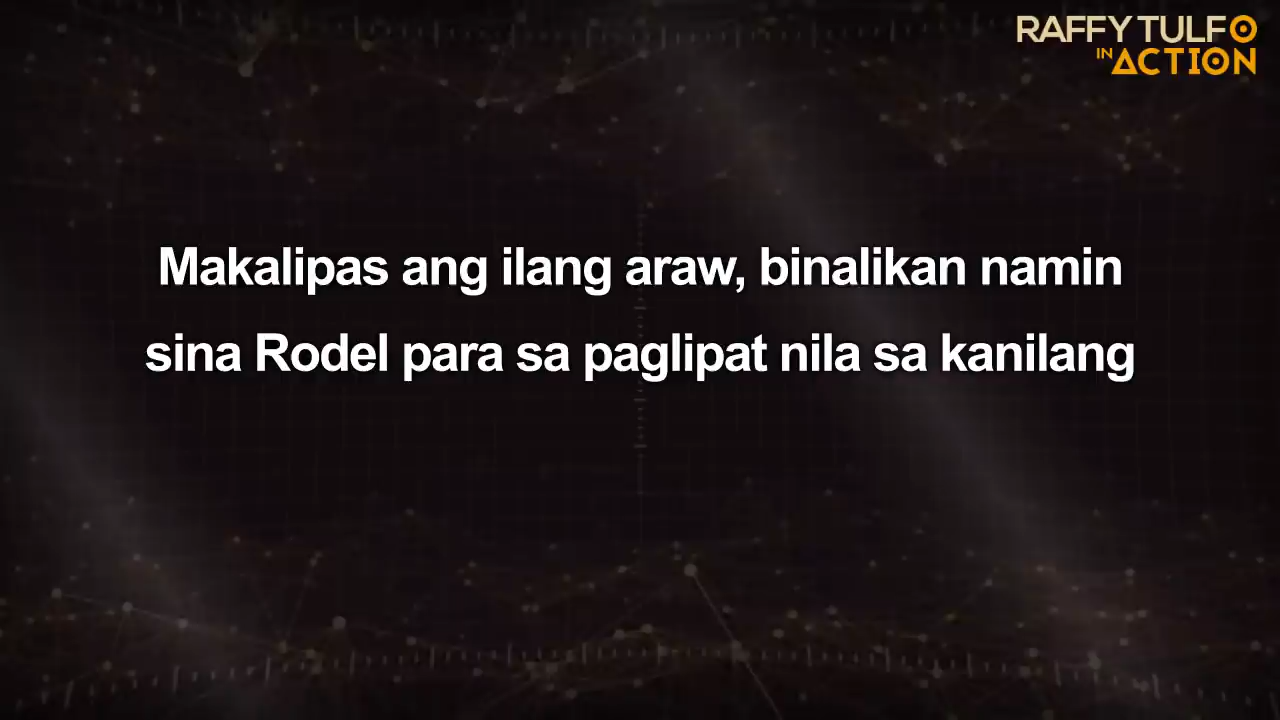 RAFFY TULFO
IN ACTION
Makalipas ang ilang araw, binalikan namin
sina Rodel para sa paglipat nila sa kanilang